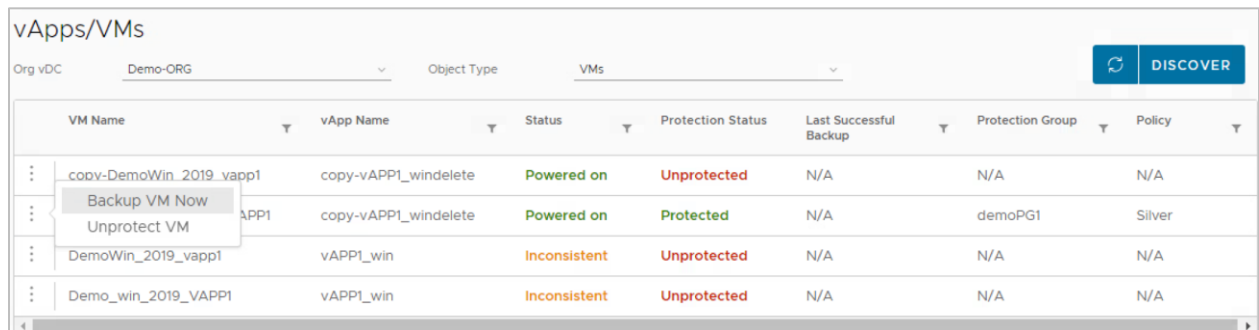 vApps/VMs
Org vDC Demo-ORG Object Type VMs DISCOVER
VM Name vApp Name Status Protection Status Last Successful Backup Protection Group Policy
copy-DemoWin_2019_vapp1 copy-vAPP1_windelete Powered on Unprotected N/A N/A N/A
Backup VM Now
APP1 copy-vAPP1_windelete Powered on Protected N/A demoPG1 Silver
Unprotect VM
DemoWin_2019_vapp1 vAPP1_win Inconsistent Unprotected N/A N/A N/A
Demo_win_2019_VAPP1 vAPP1_win Inconsistent Unprotected N/A N/A N/A